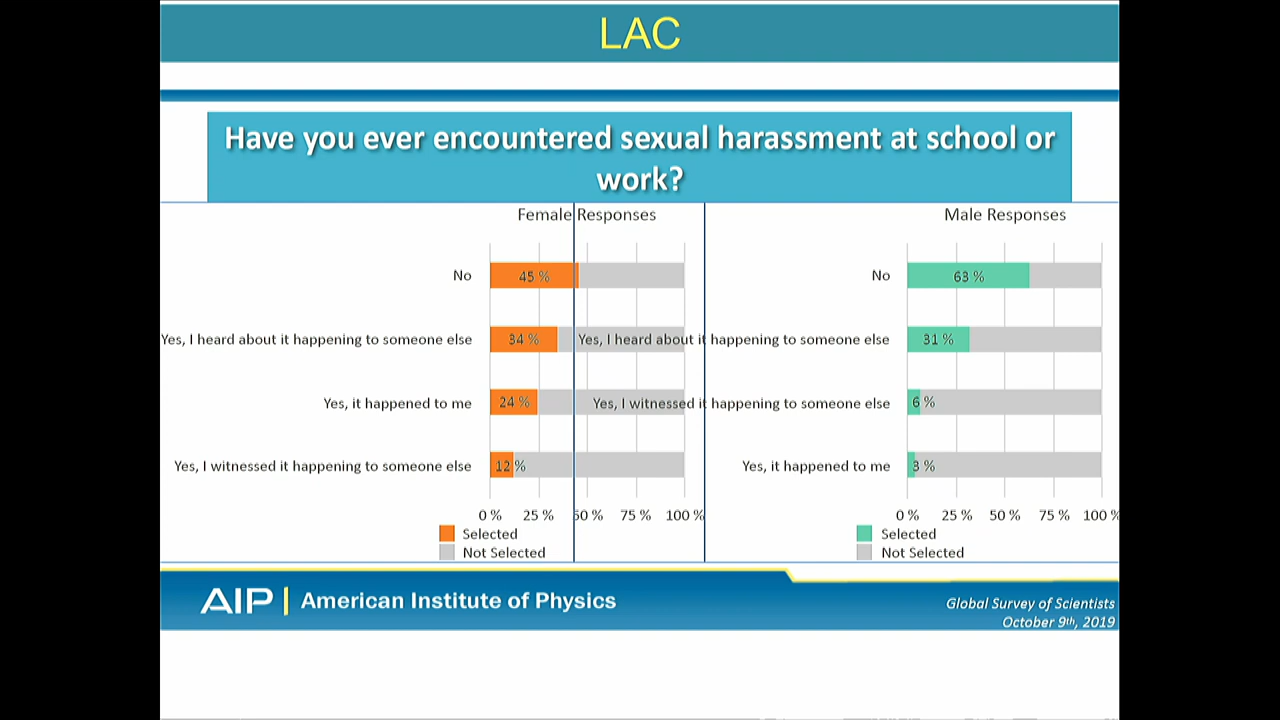 LAC
Have you ever encountered sexual harassment at school or
work?
Female Responses
No
45 %
Yes, I heard about it happening to someone else
34 %
Yes, it happened to me
24 %
Yes, I witnessed it happening to someone else
12 %
0 % 25 % 50 % 75 % 100 %
Selected
Not Selected
Male Responses
No
63 %
Yes, I heard about it happening to someone else
31 %
Yes, I witnessed it happening to someone else
6 %
Yes, it happened to me
3 %
0 % 25 % 50 % 75 % 100 %
Selected
Not Selected
AIP American Institute of Physics
Global Survey of Scientists
October 9th, 2019